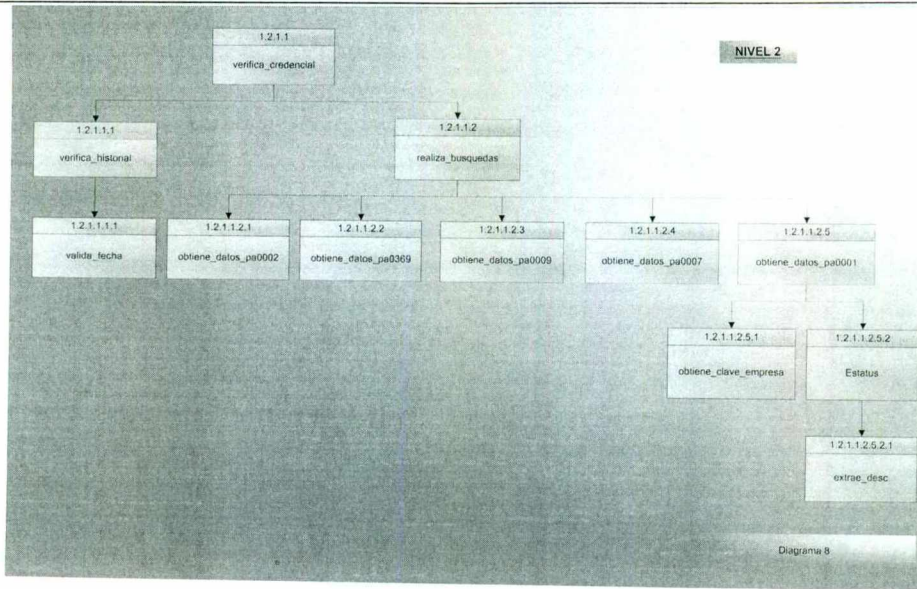 1.2.1.1
verifica_credencial
NIVEL 2
1.2.1.1.1
verifica_historial
1.2.1.1.2
realiza_busquedas
1.2.1.1.1.1
valida_fecha
1.2.1.1.2.1
obtiene_datos_pa0002
1.2.1.1.2.2
obtiene_datos_pa0369
1.2.1.1.2.3
obtiene_datos_pa0009
1.2.1.1.2.4
obtiene_datos_pa0007
1.2.1.1.2.5
obtiene_datos_pa0001
1.2.1.1.2.5.1
obtiene_clave_empresa
1.2.1.1.2.5.2
Estatus
1.2.1.1.2.5.2.1
extrae_desc
Diagrama 8